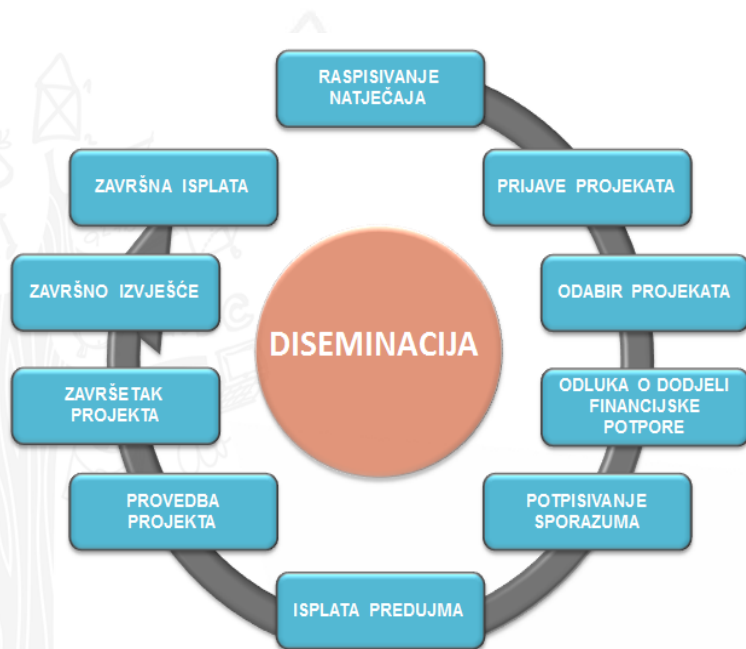 RASPISIVANJE
NATJEČAJA
PRIJAVE PROJEKATA
ODABIR PROJEKATA
ODLUKA O DODJELI
FINANCIJSKE
POTPORE
POTPISIVANJE
SPORAZUMA
ISPLATA PREDUJMA
PROVEDBA
PROJEKTA
ZAVRŠETAK
PROJEKTA
ZAVRŠNO IZVJEŠĆE
ZAVRŠNA ISPLATA
DISEMINACIJA